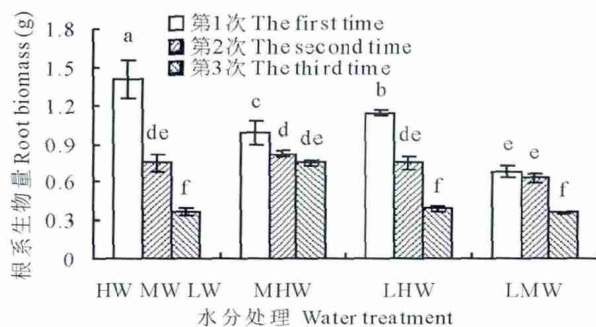 根系生物量 Root biomass (g)
1.8
1.5
1.2
0.9
0.6
0.3
0
第1次 The first time
第2次 The second time
第3次 The third time
a
de
f
c
d
de
b
de
f
e
e
f
HW MW LW MHW LHW LMW
水分处理 Water treatment